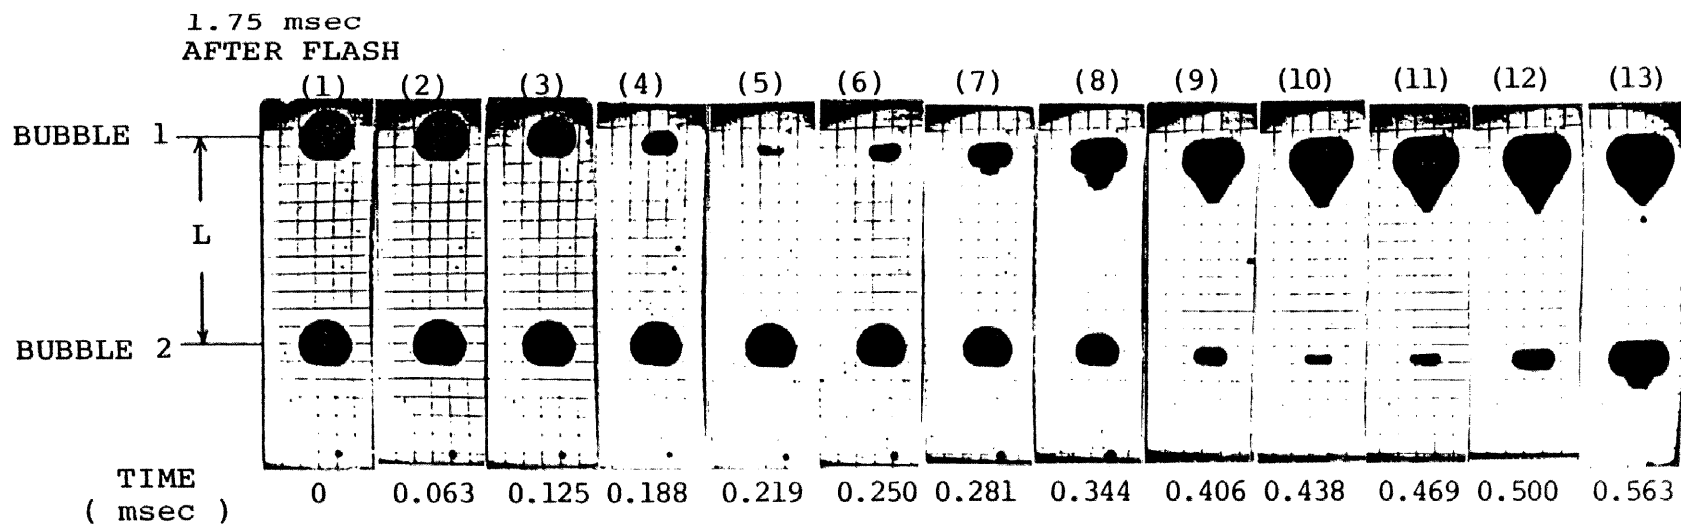 1.75 msec
AFTER FLASH
(1) (2) (3) (4) (5) (6) (7) (8) (9) (10) (11) (12) (13)
BUBBLE 1
L
BUBBLE 2
TIME 0 0.063 0.125 0.188 0.219 0.250 0.281 0.344 0.406 0.438 0.469 0.500 0.563
( msec )